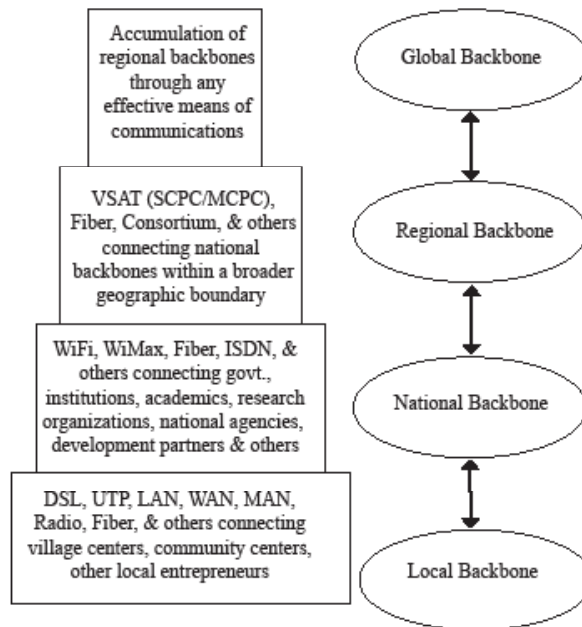 Accumulation of
regional backbones
through any
effective means of
communications
Global Backbone
VSAT (SCPC/MCPC),
Fiber, Consortium, & others
connecting national
backbones within a broader
geographic boundary
Regional Backbone
WiFi, WiMax, Fiber, ISDN, &
others connecting govt.,
institutions, academics, research
organizations, national agencies,
development partners & others
National Backbone
DSL, UTP, LAN, WAN, MAN,
Radio, Fiber, & others connecting
village centers, community centers,
other local entrepreneurs
Local Backbone